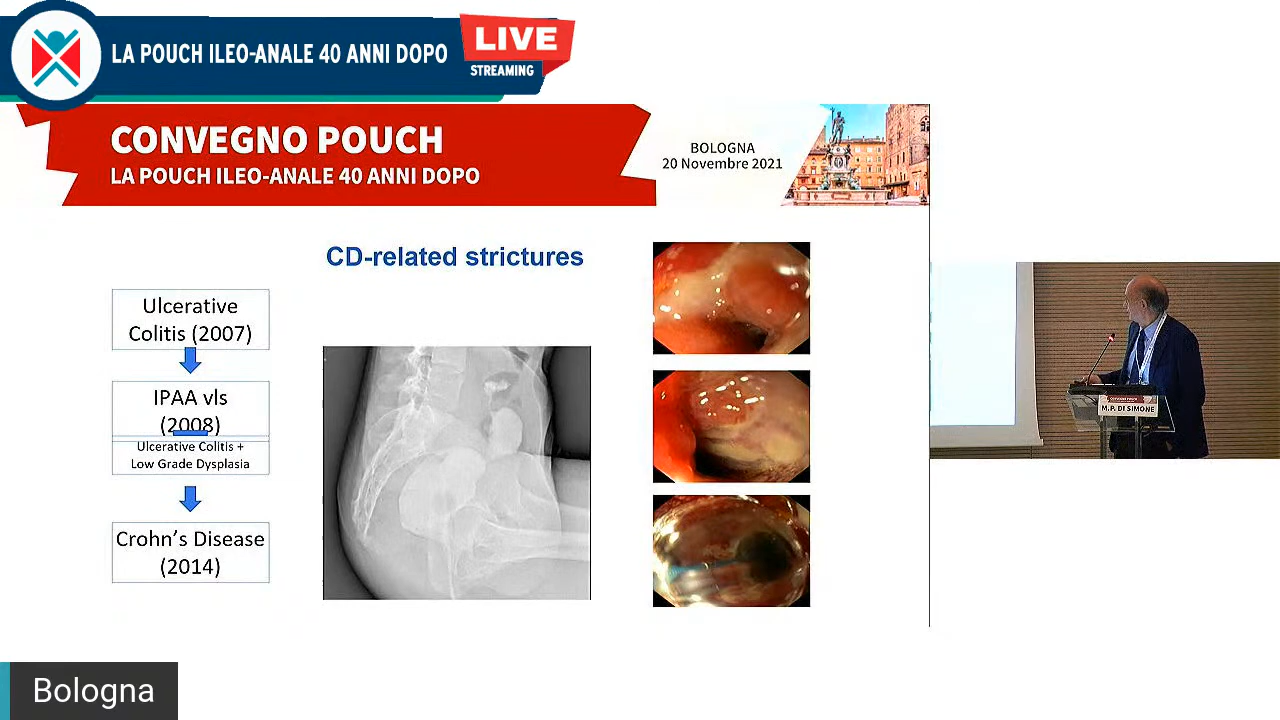 LA POUCH ILEO-ANALE 40 ANNI DOPO
LIVE
STREAMING
CONVEGNO POUCH
LA POUCH ILEO-ANALE 40 ANNI DOPO
BOLOGNA
20 Novembre 2021
CD-related strictures
Ulcerative
Colitis (2007)
IPAA vls
(2008)
Ulcerative Colitis +
Low Grade Dysplasia
Crohn's Disease
(2014)
CONVEGNO POUCH
M.P. DI SIMONE
Bologna